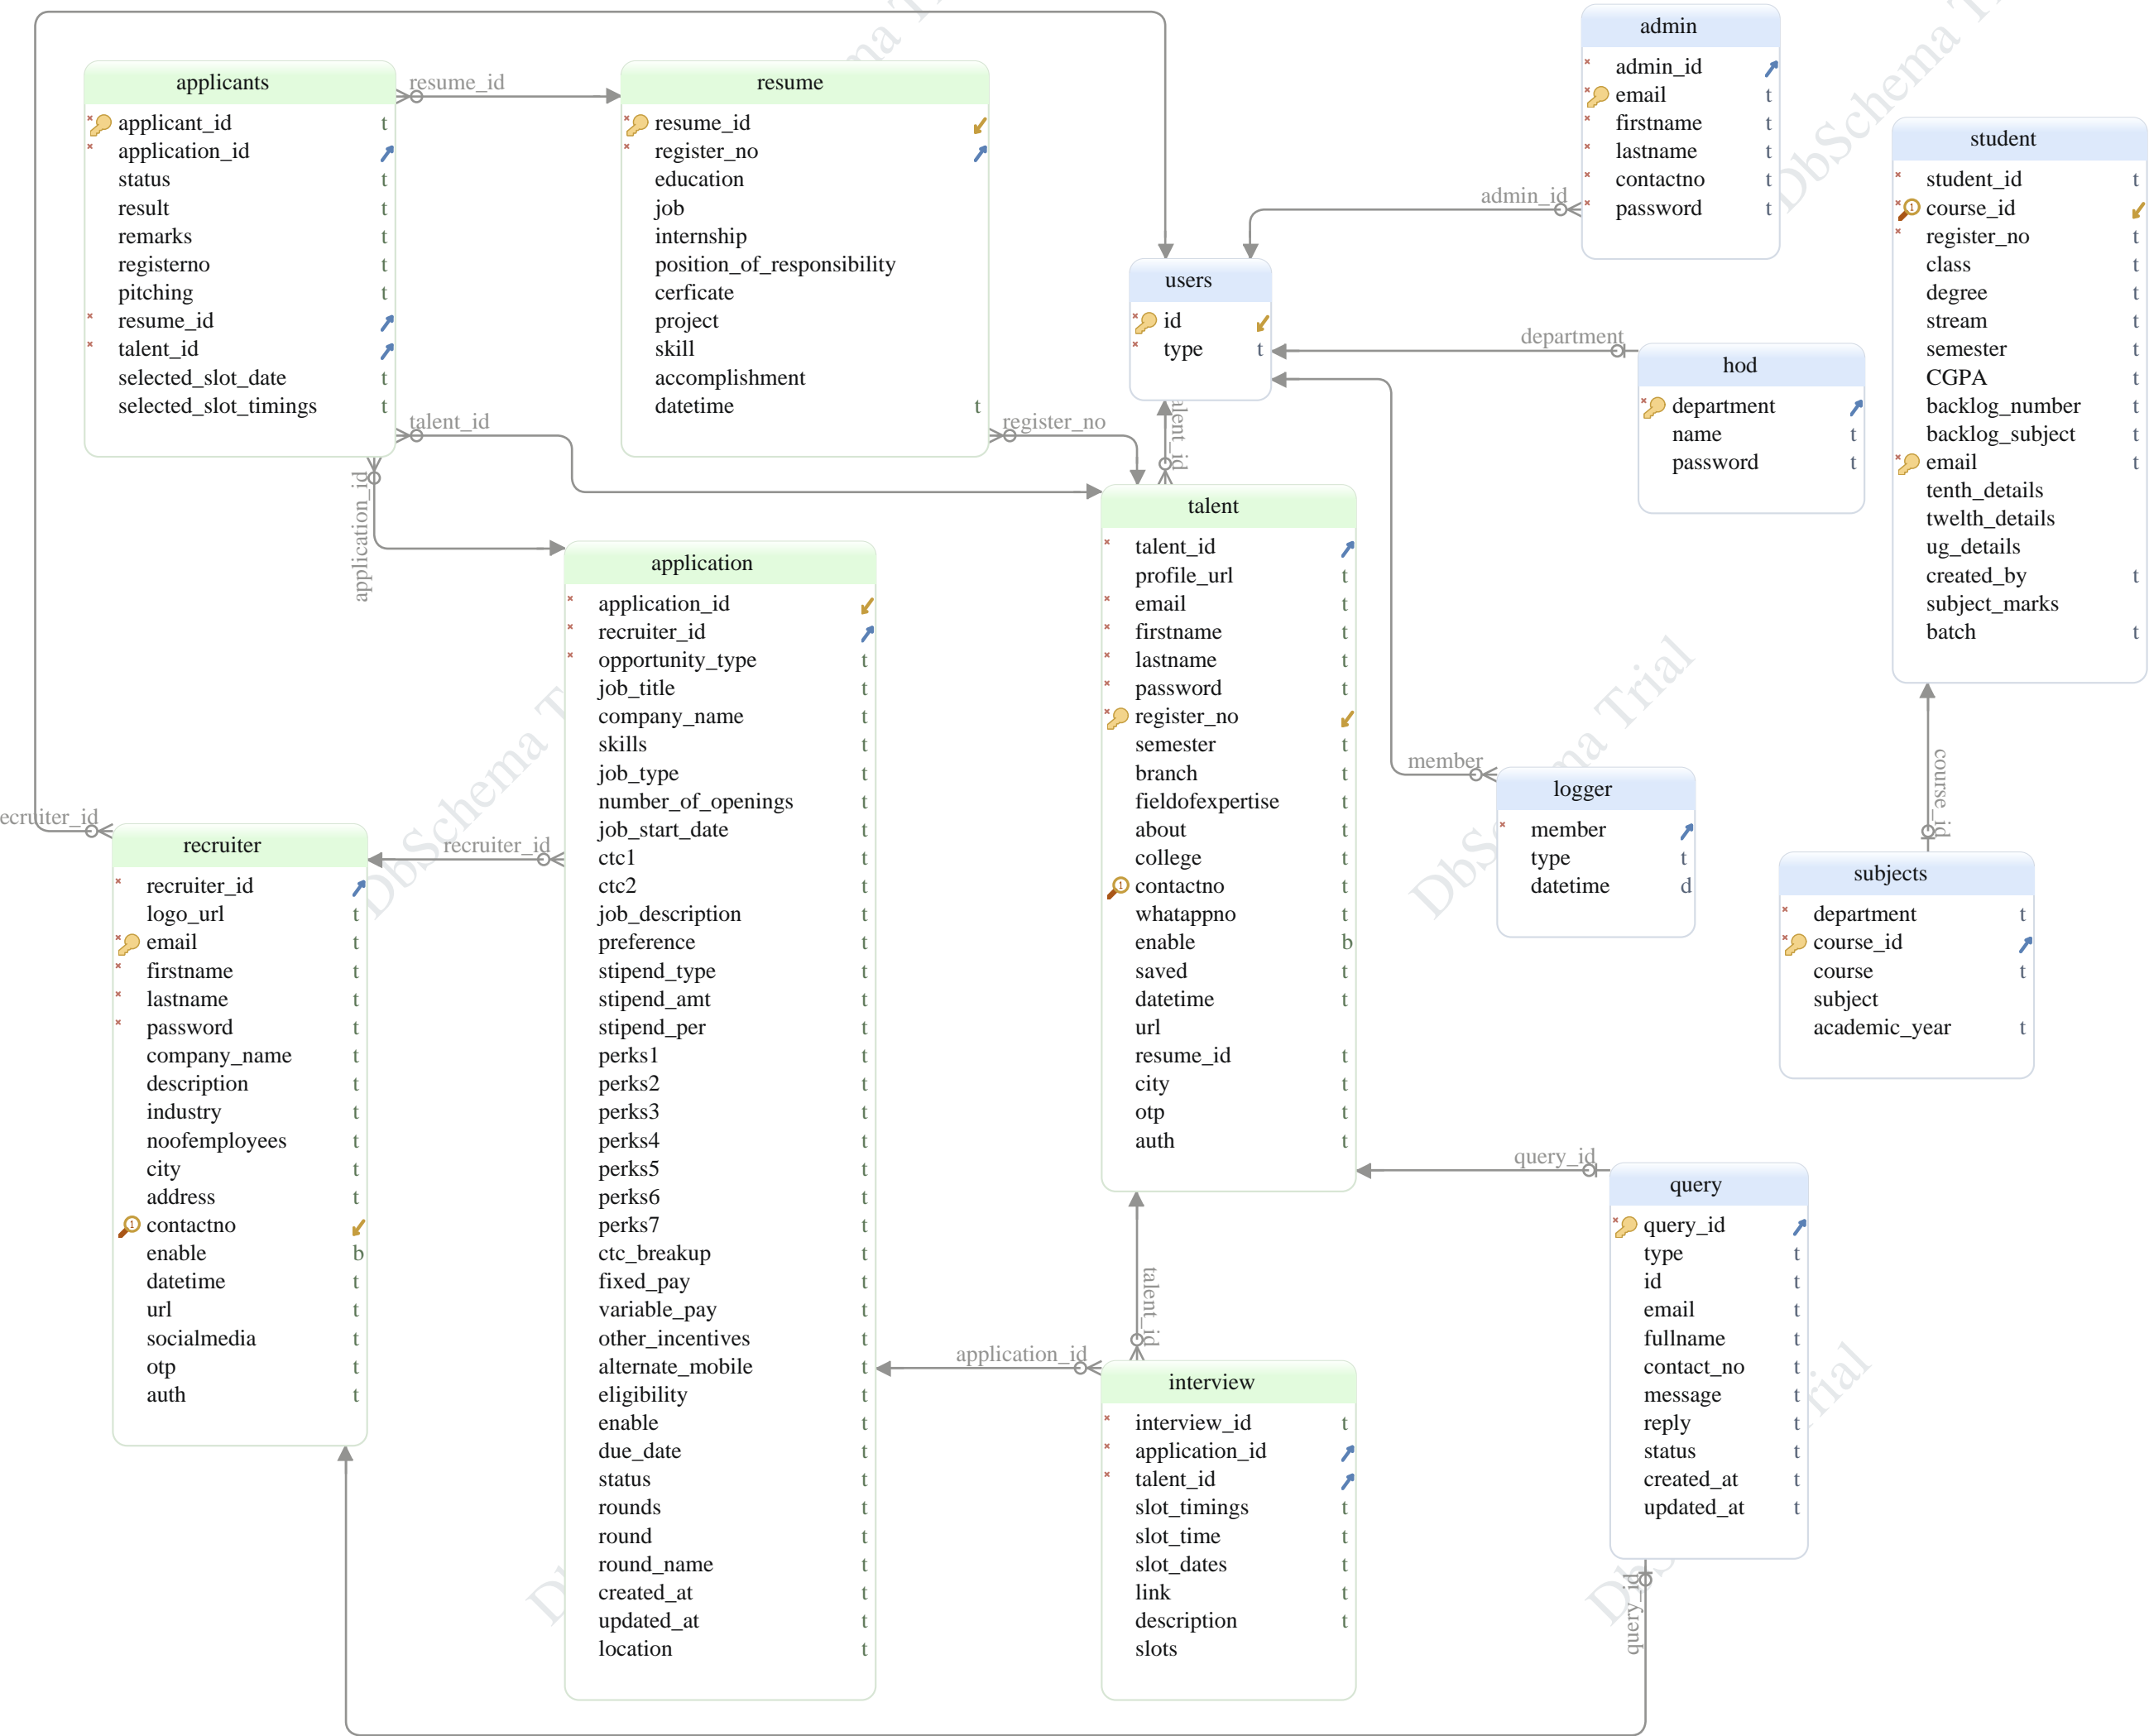 applicants
applicant_id t
application_id
status t
result t
remarks t
registerno t
pitching t
resume_id
talent_id
selected_slot_date t
selected_slot_timings t
resume_id
talent_id
application_id
resume
resume_id
register_no
education
job
internship
position_of_responsibility
cerficate
project
skill
accomplishment
datetime t
register_no
users
id
type t
talent_id
admin
admin_id
email t
firstname t
lastname t
contactno t
password t
admin_id
department
hod
department
name t
password t
student
student_id t
course_id
register_no t
class t
degree t
stream t
semester t
CGPA t
backlog_number t
backlog_subject t
email t
tenth_details
twelth_details
ug_details
created_by t
subject_marks
batch t
course_id
application
application_id
recruiter_id
opportunity_type t
job_title t
company_name t
skills t
job_type t
number_of_openings t
job_start_date t
ctc1 t
ctc2 t
job_description t
preference t
stipend_type t
stipend_amt t
stipend_per t
perks1 t
perks2 t
perks3 t
perks4 t
perks5 t
perks6 t
perks7 t
ctc_breakup t
fixed_pay t
variable_pay t
other_incentives t
alternate_mobile t
eligibility t
enable t
due_date t
status t
rounds t
round t
round_name t
created_at t
updated_at t
location t
talent
talent_id
profile_url t
email t
firstname t
lastname t
password t
register_no
semester t
branch t
fieldofexpertise t
about t
college t
contactno t
whatappno t
enable b
saved t
datetime t
url
resume_id t
city t
otp t
auth t
member
logger
member
type t
datetime d
subjects
department t
course_id
course t
subject
academic_year t
ecruiter_id
recruiter_id
recruiter
recruiter_id
logo_url t
email t
firstname t
lastname t
password t
company_name t
description t
industry t
noofemployees t
city t
address t
contactno
enable b
datetime t
url t
socialmedia t
otp t
auth t
query_id
talent_id
application_id
interview
interview_id t
application_id
talent_id
slot_timings t
slot_time t
slot_dates t
link t
description t
slots
query
query_id
type t
id t
email t
fullname t
contact_no t
message t
reply t
status t
created_at t
updated_at t
query_id
DbSchema Trial
DbSchema Trial